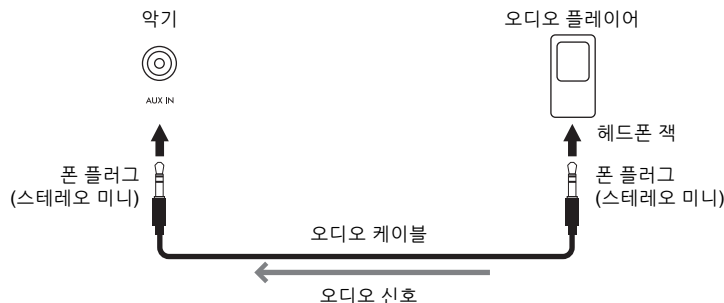 악기
오디오 플레이어
AUX IN
헤드폰 잭
폰 플러그
(스테레오 미니)
폰 플러그
(스테레오 미니)
오디오 케이블
오디오 신호